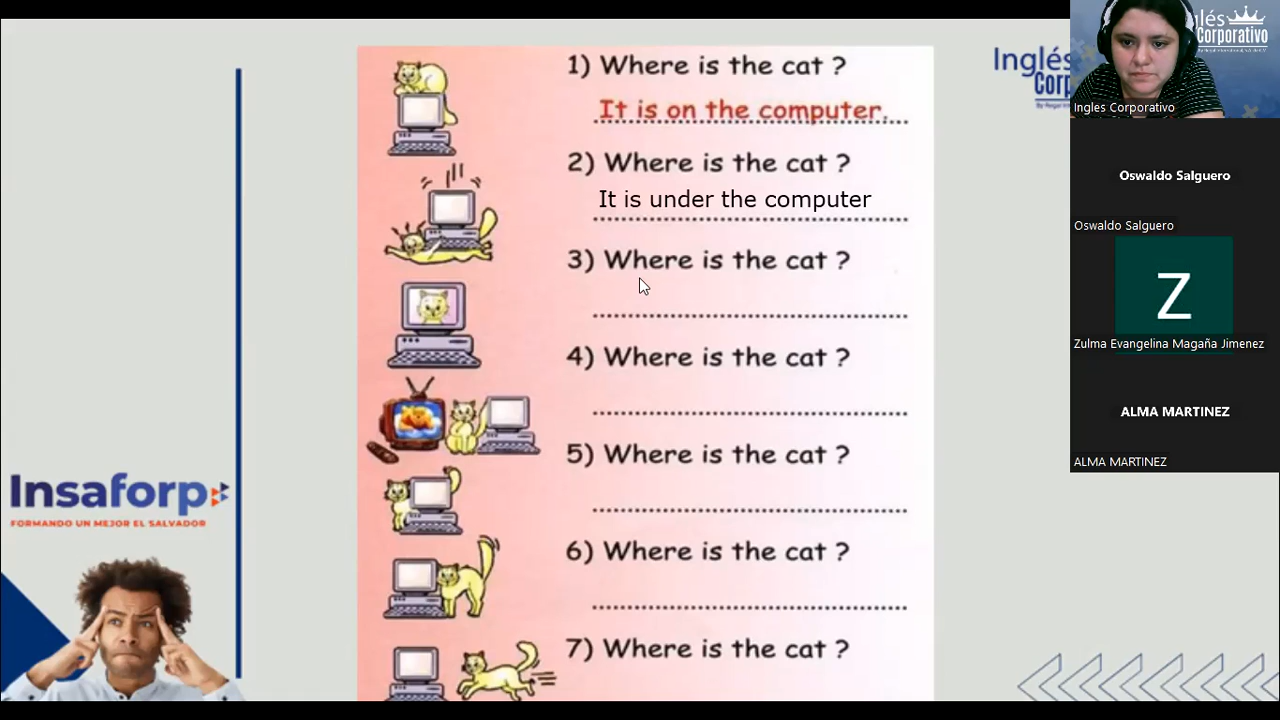 1) Where is the cat ?
It is on the computer.
2) Where is the cat ?
It is under the computer
3) Where is the cat ?
4) Where is the cat ?
5) Where is the cat ?
6) Where is the cat ?
7) Where is the cat ?
Insaforp
FORMANDO UN MEJOR EL SALVADOR
Inglés
Corp
lés
Corporativo
Ingles Corporativo
Oswaldo Salguero
Oswaldo Salguero
Z
Zulma Evangelina Magaña Jimenez
ALMA MARTINEZ
ALMA MARTINEZ